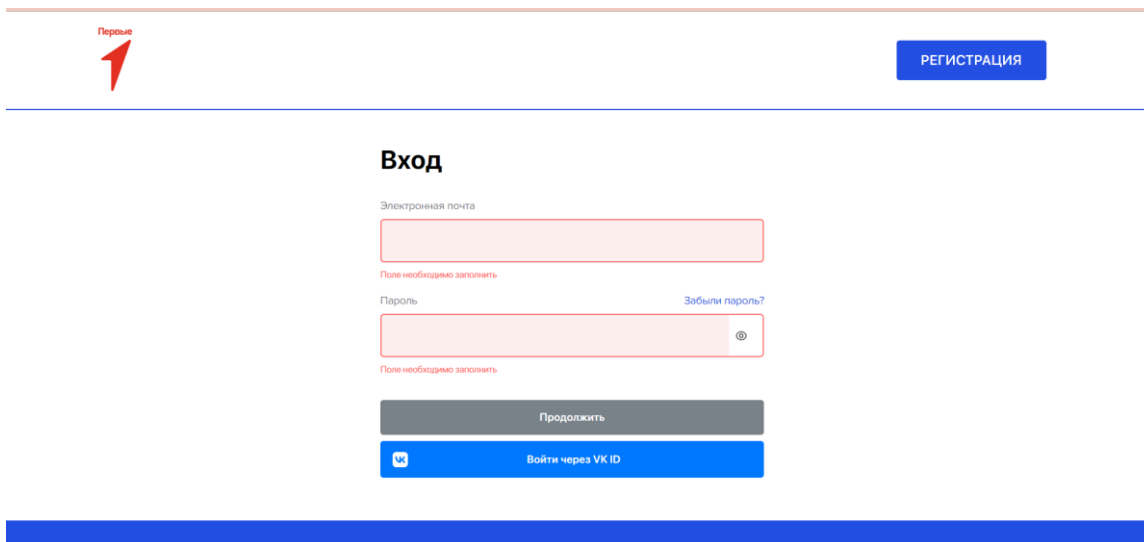 Первые
РЕГИСТРАЦИЯ
Вход
Электронная почта
Поле необходимо заполнить
Пароль
Забыли пароль?
Поле необходимо заполнить
Продолжить
Войти через VK ID